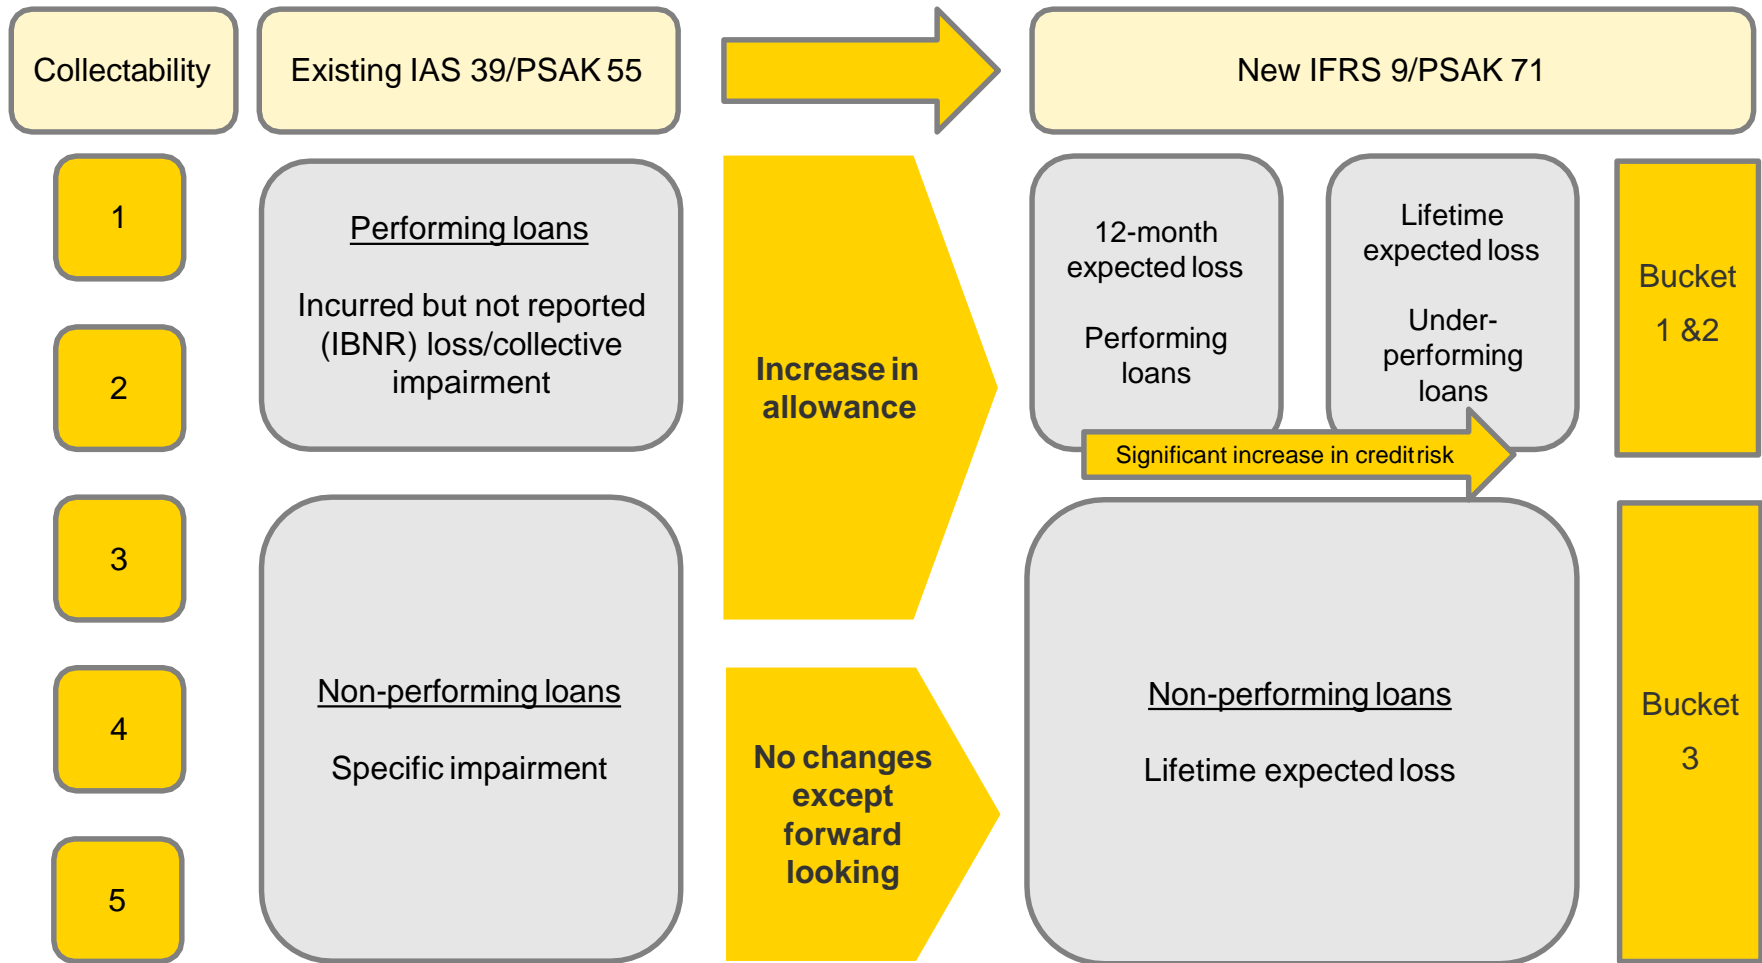 Collectability
Existing IAS 39/PSAK 55
New IFRS 9/PSAK 71
1
2
3
4
5
Performing loans
Incurred but not reported
(IBNR) loss/collective
impairment
Non-performing loans
Specific impairment
Increase in
allowance
No changes
except
forward
looking
12-month
expected loss
Performing
loans
Lifetime
expected loss
Under-
performing
loans
Significant increase in creditrisk
Non-performing loans
Lifetime expected loss
Bucket
1 &2
Bucket
3